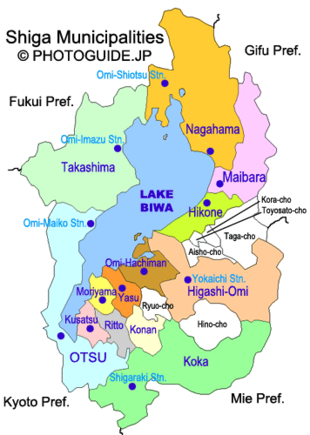 Shiga Municipalities
© PHOTOGUIDE.JP
Gifu Pref.
Omi-Shiotsu Stn.
Fukui Pref.
Nagahama
Omi-Imazu Stn.
Takashima
Maibara
LAKE
BIWA
Kora-cho
Hikone
Toyosato-cho
Omi-Maiko Stn.
Taga-cho
Aisho-cho
Omi-Hachiman
Yokaichi Stn.
Moriyama
Yasu
Higashi-Omi
Ryuo-cho
Kusatsu
Ritto
Konan
Hino-cho
OTSU
Koka
Shigaraki Stn.
Kyoto Pref.
Mie Pref.